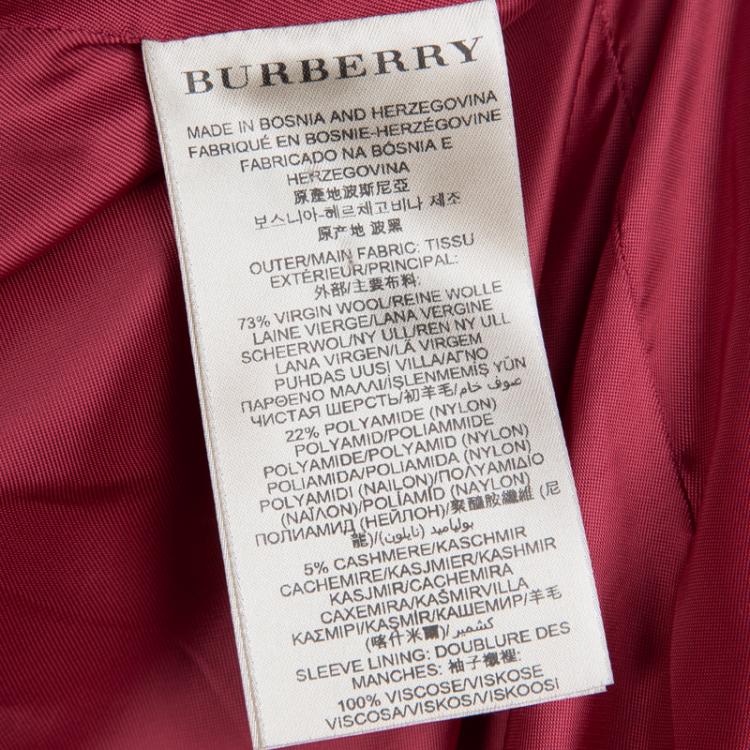 BURBERRY
MADE IN BOSNIA AND HERZEGOVINA
FABRIQUÉ EN BOSNIE-HERZÉGOVINE
FABRICADO NA BÓSNIA E
HERZEGOVINA
原產地波斯尼亞
보스니아-헤르체고비나 제조
原产地 波黑
OUTER/MAIN FABRIC: TISSU
EXTÉRIEUR/PRINCIPAL:
外部/主要布料:
73% VIRGIN WOOL/REINE WOLLE
LAINE VIERGE/LANA VERGINE
SCHEERWOL/NY ULL/REN NY ULL
LANA VIRGEN/LÃ VIRGEM
PUHDAS UUSI VILLA/ΑΓΝΟ
ΠΑΡΘΕΝΟ ΜΑΛΛΙ/İŞLENMEMİŞ YÜN
ЧИСТАЯ ШЕРСТЬ/初羊毛/صوف خام
22% POLYAMIDE (NYLON)
POLYAMID/POLIAMMIDE
POLYAMIDE/POLYAMID (NYLON)
POLIAMIDA/POLIAMIDA (NYLON)
POLYAMIDI (NAILON)/ΠΟΛΥΑΜΙΔΙΟ
(ΝΑΪΛΟΝ)/POLİAMİD (NAYLON)
ПОЛИАМИД (НЕЙЛОН)/聚醯胺纖維 (尼
龍)/بولياميد (نايلون)
5% CASHMERE/KASCHMIR
CACHEMIRE/KASJMIER/KASHMIR
KASJMIR/CACHEMIRA
CAXEMIRA/KAŠMIRVILLA
ΚΑΣΜΙΡΙ/KAŞMİR/КАШЕМИР/羊毛
(喀什米爾)/كشمير
SLEEVE LINING: DOUBLURE DES
MANCHES: 袖子襯裡:
100% VISCOSE/VISKOSE
VISCOSA/VISKOS/VISKOOSI